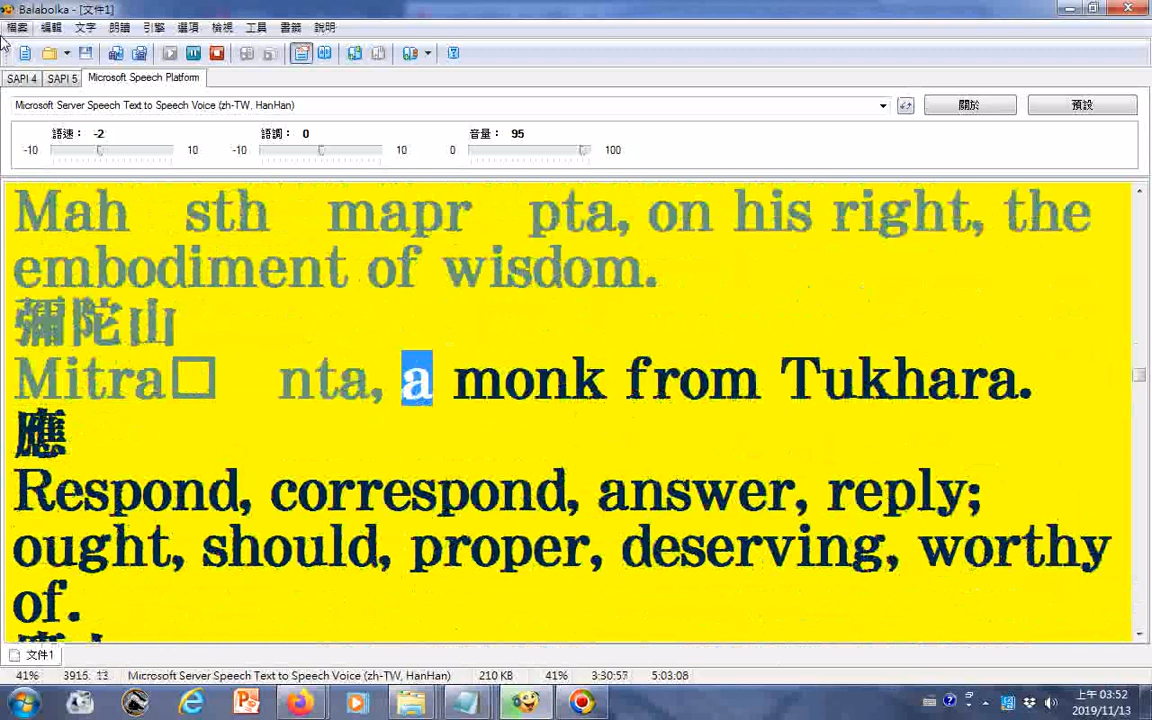 Balabolka - [文件1]
檔案 編輯 文字 朗讀 引擎 選項 檢視 工具 書籤 說明
SAPI 4 SAPI 5 Microsoft Speech Platform
Microsoft Server Speech Text to Speech Voice (zh-TW, HanHan) 關於 預設
語速： -2 語調： 0 音量： 95
-10 10 -10 10 0 100
Mah sth mapr pta, on his right, the
embodiment of wisdom.
彌陀山
Mitra□ nta, a monk from Tukhara.
應
Respond, correspond, answer, reply;
ought, should, proper, deserving, worthy
of.
文件1
41% 3915, 13 Microsoft Server Speech Text to Speech Voice (zh-TW, HanHan) 210 KB 41% 3:30:57 5:03:08
上午 03:52
2019/11/13